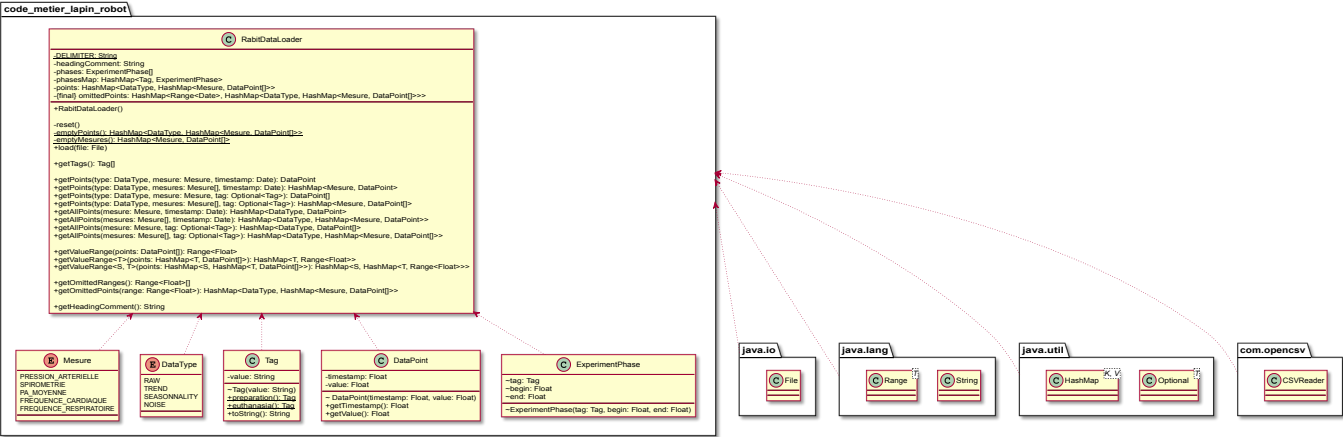 code_metier_lapin_robot
C RabitDataLoader
-DELIMITER: String
-headingComment: String
-phases: ExperimentPhase[]
-phasesMap: HashMap<Tag, ExperimentPhase>
-points: HashMap<DataType, HashMap<Mesure, DataPoint[]>>
-{final} omittedPoints: HashMap<Range<Date>, HashMap<DataType, HashMap<Mesure, DataPoint[]>>>
+RabitDataLoader()
-reset()
-emptyPoints(): HashMap<DataType, HashMap<Mesure, DataPoint[]>>
-emptyMesures(): HashMap<Mesure, DataPoint[]>
+load(file: File)
+getTags(): Tag[]
+getPoints(type: DataType, mesure: Mesure, timestamp: Date): DataPoint
+getPoints(type: DataType, mesures: Mesure[], timestamp: Date): HashMap<Mesure, DataPoint>
+getPoints(type: DataType, mesure: Mesure, tag: Optional<Tag>): DataPoint[]
+getPoints(type: DataType, mesures: Mesure[], tag: Optional<Tag>): HashMap<Mesure, DataPoint[]>
+getAllPoints(mesure: Mesure, timestamp: Date): HashMap<DataType, DataPoint>
+getAllPoints(mesures: Mesure[], timestamp: Date): HashMap<DataType, HashMap<Mesure, DataPoint>>
+getAllPoints(mesure: Mesure, tag: Optional<Tag>): HashMap<DataType, DataPoint[]>
+getAllPoints(mesures: Mesure[], tag: Optional<Tag>): HashMap<DataType, HashMap<Mesure, DataPoint[]>>
+getValueRange(points: DataPoint[]): Range<Float>
+getValueRange<T>(points: HashMap<T, DataPoint[]>): HashMap<T, Range<Float>>
+getValueRange<S, T>(points: HashMap<S, HashMap<T, DataPoint[]>>): HashMap<S, HashMap<T, Range<Float>>>
+getOmittedRanges(): Range<Float>[]
+getOmittedPoints(range: Range<Float>): HashMap<DataType, HashMap<Mesure, DataPoint[]>>
+getHeadingComment(): String
E Mesure
PRESSION_ARTERIELLE
SPIROMETRIE
PA_MOYENNE
FREQUENCE_CARDIAQUE
FREQUENCE_RESPIRATOIRE
E DataType
RAW
TREND
SEASONNALITY
NOISE
C Tag
-value: String
~Tag(value: String)
+preparation(): Tag
+euthanasia(): Tag
+toString(): String
C DataPoint
-timestamp: Float
-value: Float
~ DataPoint(timestamp: Float, value: Float)
+getTimestamp(): Float
+getValue(): Float
C ExperimentPhase
~tag: Tag
~begin: Float
~end: Float
~ExperimentPhase(tag: Tag, begin: Float, end: Float)
java.io
C File
java.lang
C Range T
C String
java.util
C HashMap K, V
C Optional T
com.opencsv
C CSVReader